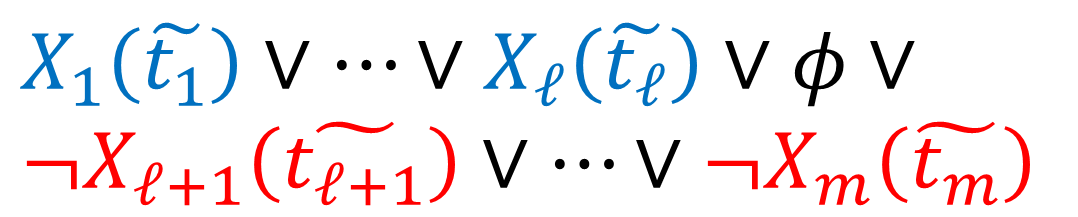 X₁(t̃₁) ∨ ⋯ ∨ X_ℓ(t̃_ℓ) ∨ ϕ ∨
¬X_{ℓ+1}(t̃_{ℓ+1}) ∨ ⋯ ∨ ¬X_m(t̃_m)